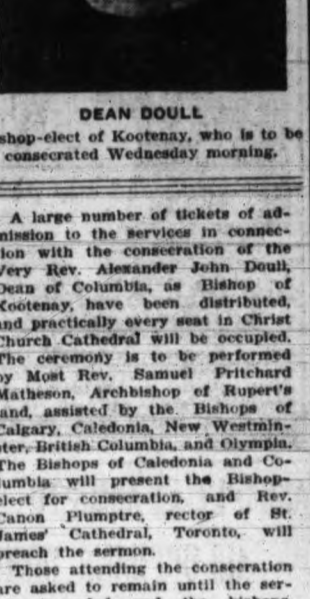 DEAN DOULL
shop-elect of Kootenay, who is to be
consecrated Wednesday morning.
A large number of tickets of ad-
mission to the services in connec-
tion with the consecration of the
Very Rev. Alexander John Doull,
Dean of Columbia, as Bishop of
Kootenay, have been distributed,
and practically every seat in Christ
Church Cathedral will be occupied.
The ceremony is to be performed
by Most Rev. Samuel Pritchard
Matheson, Archbishop of Rupert's
land, assisted by the Bishops of
Calgary, Caledonia, New Westmin-
ster, British Columbia, and Olympia.
The Bishops of Caledonia and Co-
lumbia will present the Bishop-
elect for consecration, and Rev.
Canon Plumptre, rector of St.
James' Cathedral, Toronto, will
preach the sermon.
Those attending the consecration
are asked to remain until the ser-